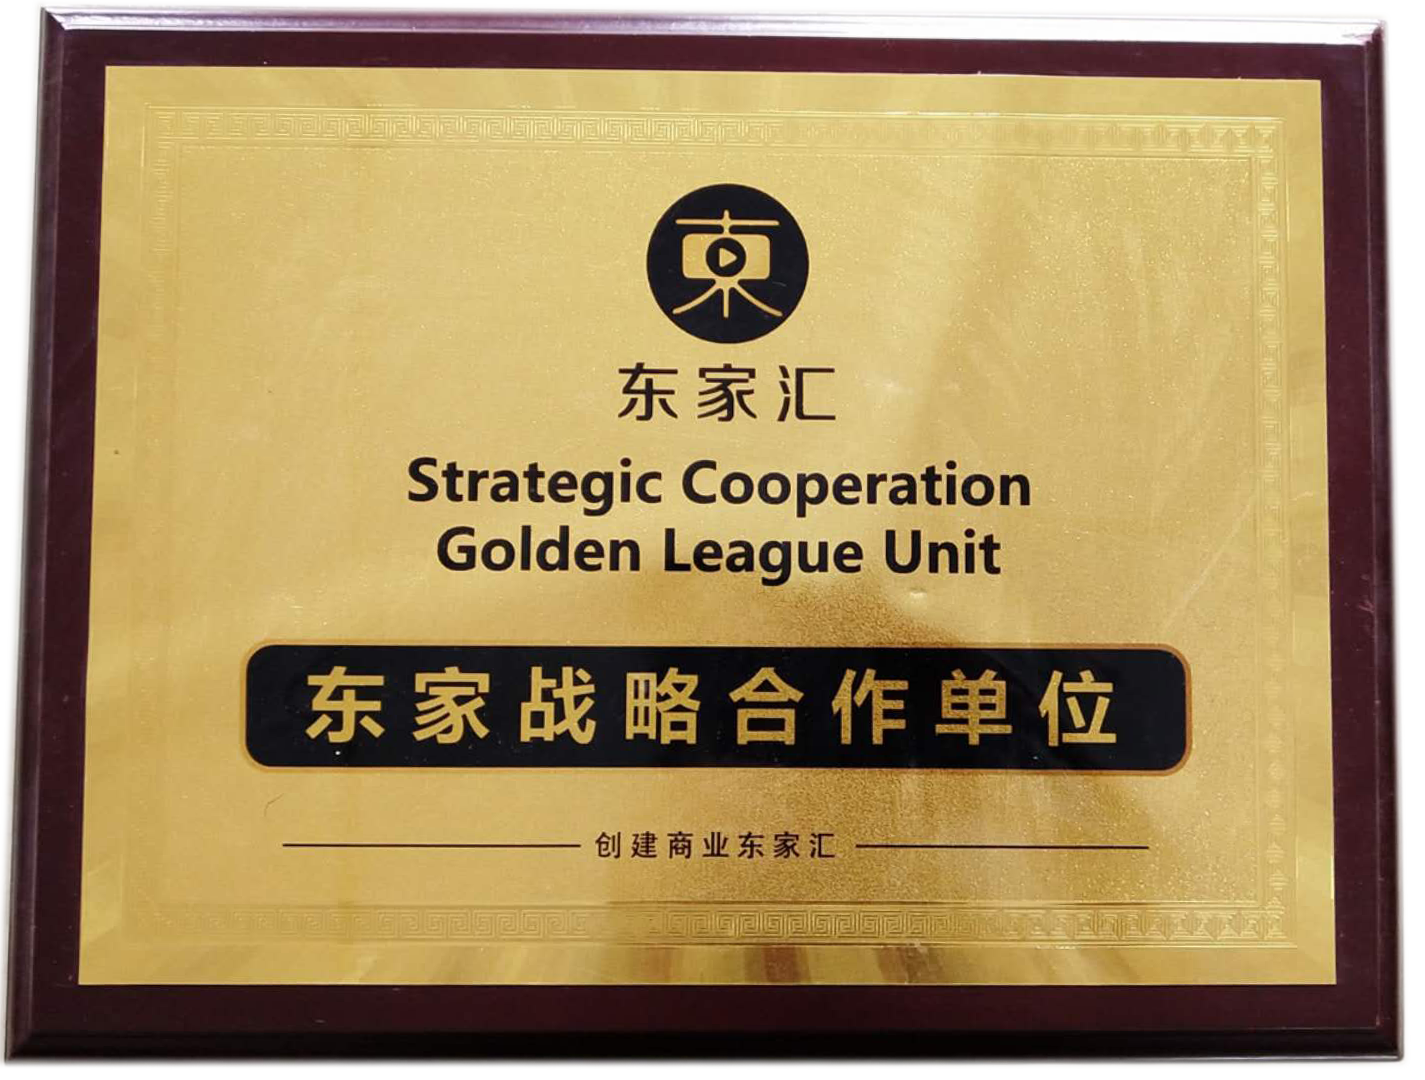 東
东家汇
Strategic Cooperation
Golden League Unit
东家战略合作单位
创建商业东家汇